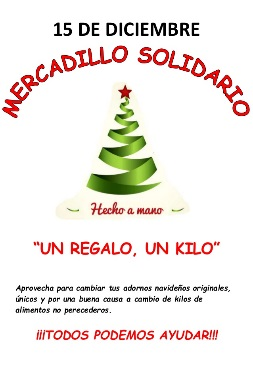 15 DE DICIEMBRE
MERCADILLO SOLIDARIO
Hecho a mano
“UN REGALO, UN KILO”
Aprovecha para cambiar tus adornos navideños originales,
únicos y por una buena causa a cambio de kilos de
alimentos no perecederos.
¡¡¡TODOS PODEMOS AYUDAR!!!